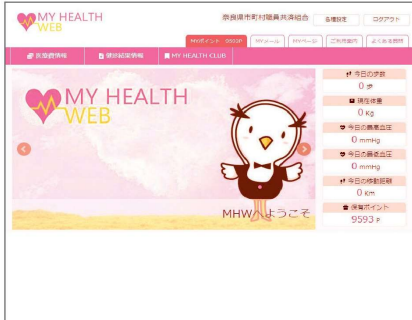 MY HEALTH
WEB
奈良県市町村職員共済組合
各種設定
ログアウト
MYポイント 9593P
MYメール
MYページ
ご利用案内
よくある質問
医療費情報
健診結果情報
MY HEALTH CLUB
MY HEALTH
WEB
MHWへようこそ
今日の歩数
0 歩
現在体重
0 Kg
今日の最高血圧
0 mmHg
今日の最低血圧
0 mmHg
今日の移動距離
0 Km
保有ポイント
9593 P